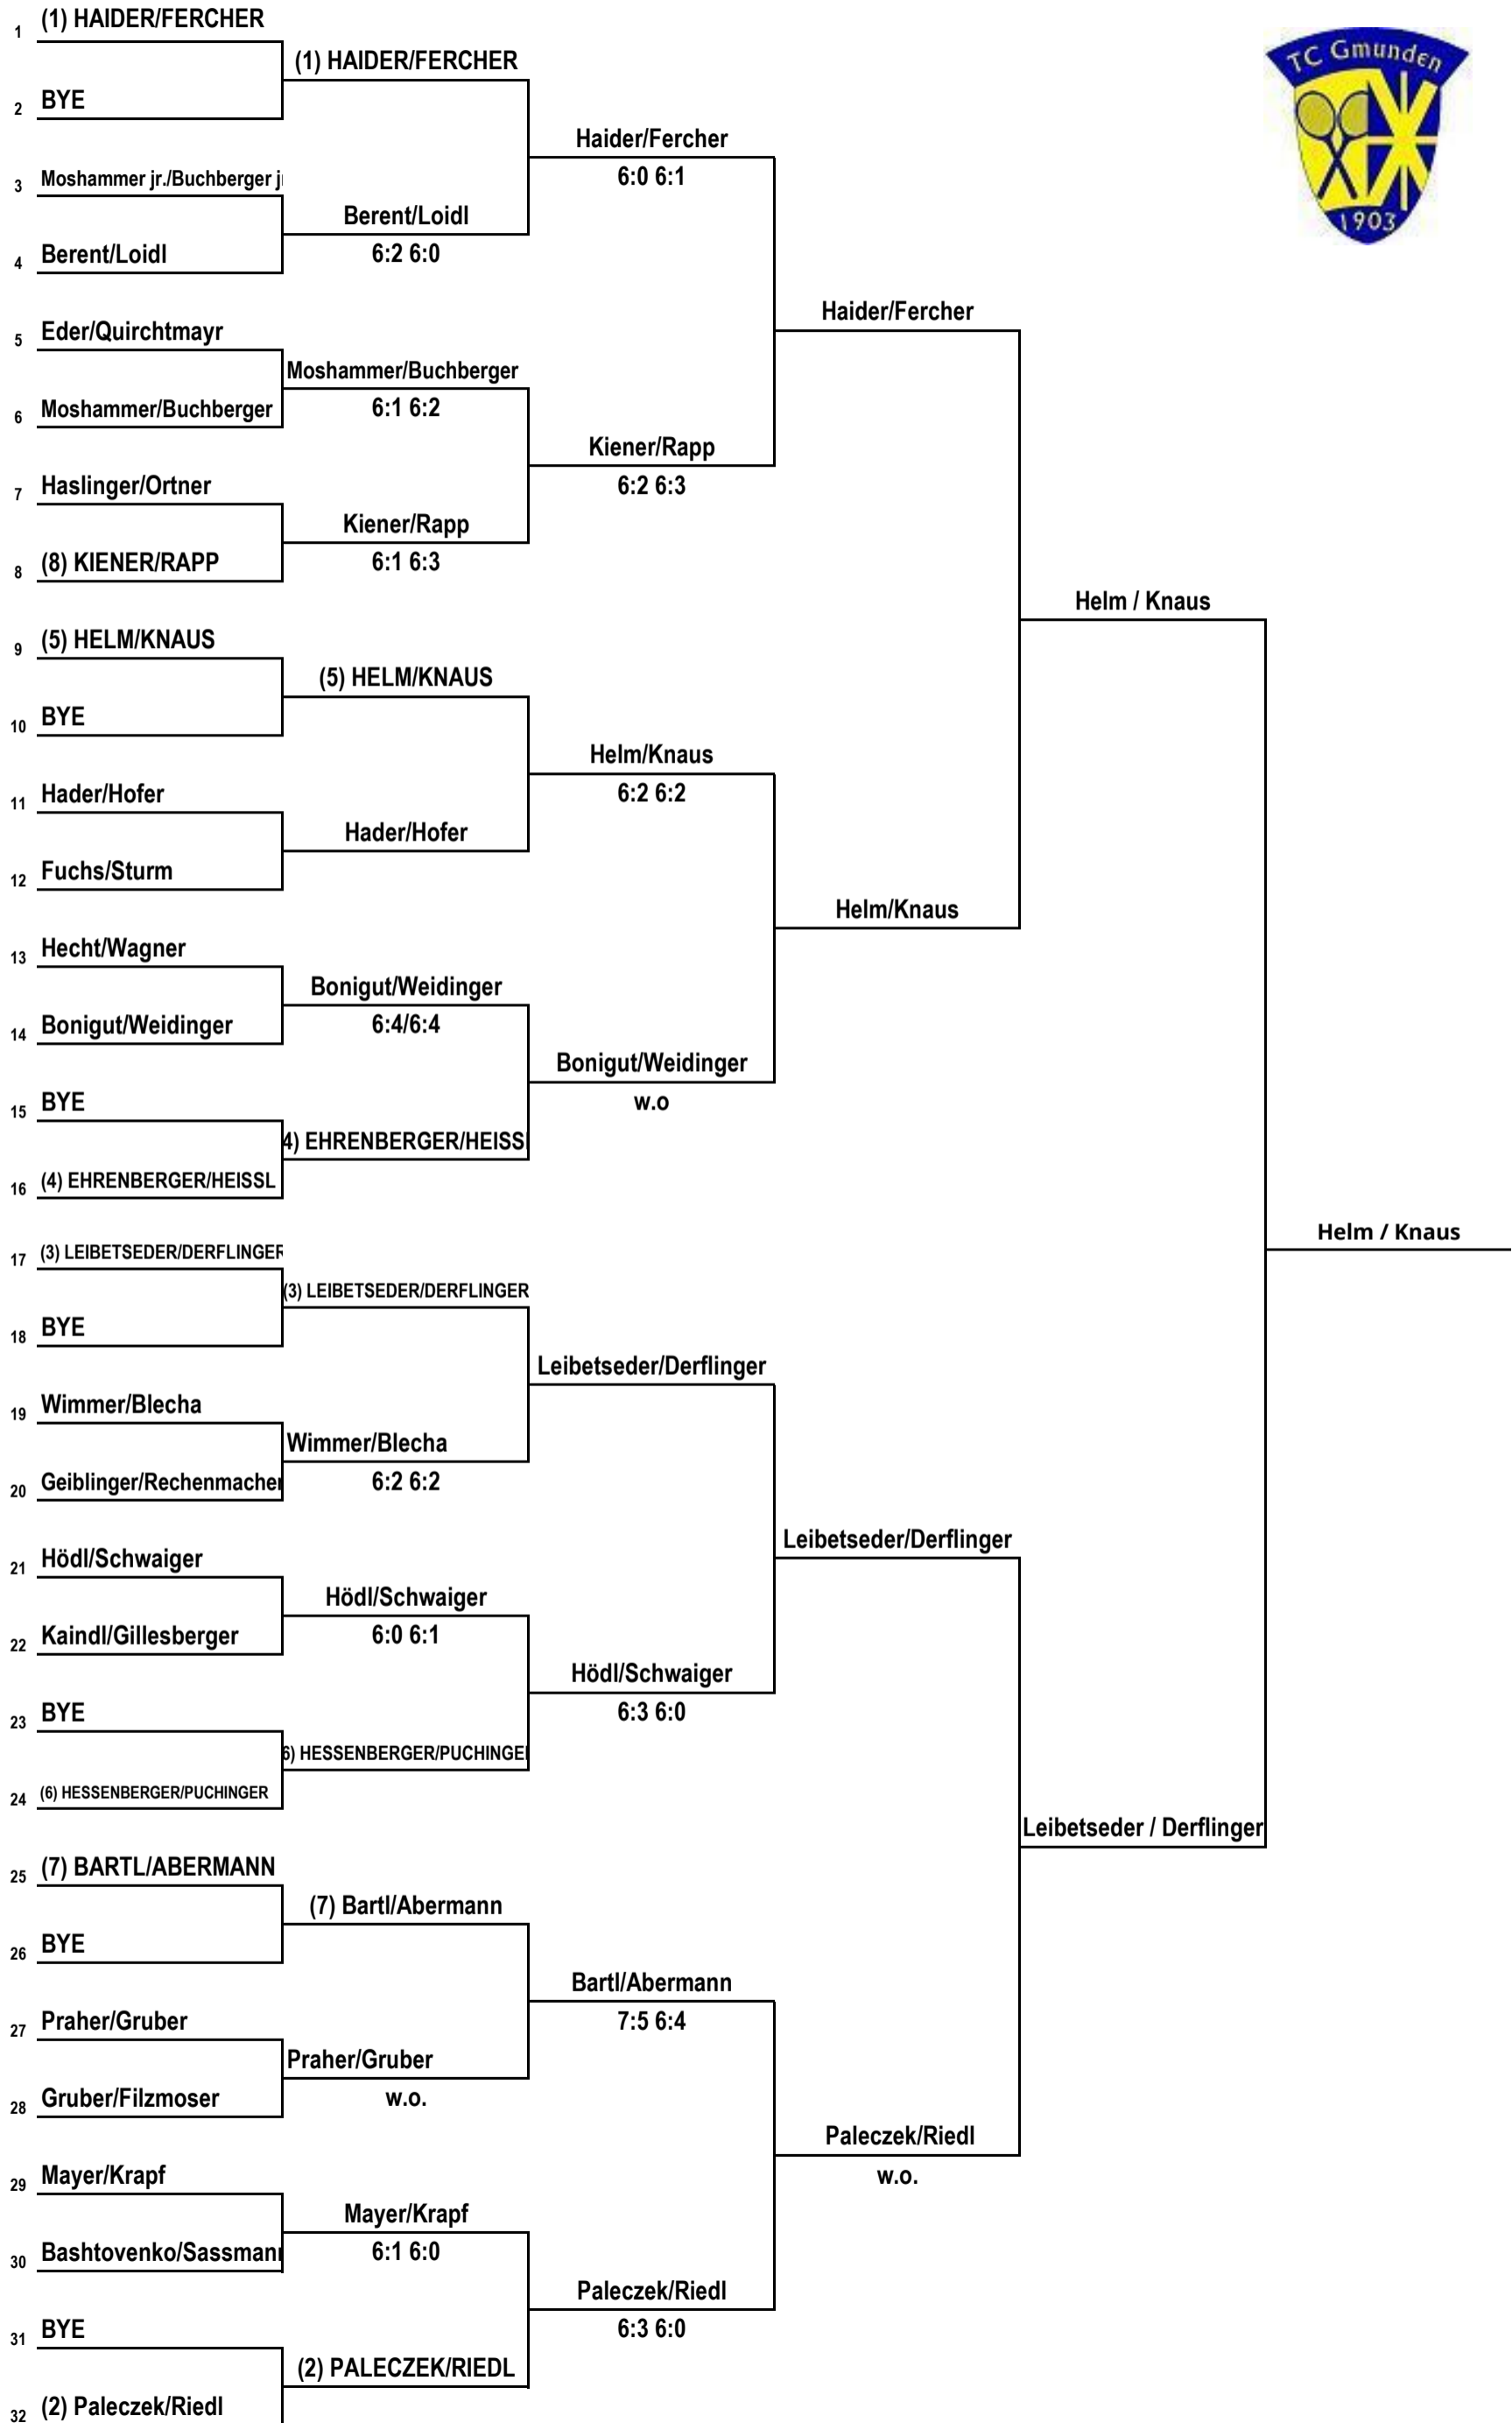 1 (1) HAIDER/FERCHER
(1) HAIDER/FERCHER
2 BYE
Haider/Fercher
6:0 6:1
3 Moshammer jr./Buchberger j
Berent/Loidl
6:2 6:0
4 Berent/Loidl
Haider/Fercher
5 Eder/Quirchtmayr
Moshammer/Buchberger
6:1 6:2
6 Moshammer/Buchberger
Kiener/Rapp
6:2 6:3
7 Haslinger/Ortner
Kiener/Rapp
6:1 6:3
8 (8) KIENER/RAPP
Helm / Knaus
9 (5) HELM/KNAUS
(5) HELM/KNAUS
10 BYE
Helm/Knaus
6:2 6:2
11 Hader/Hofer
Hader/Hofer
12 Fuchs/Sturm
Helm/Knaus
13 Hecht/Wagner
Bonigut/Weidinger
6:4/6:4
14 Bonigut/Weidinger
Bonigut/Weidinger
w.o
15 BYE
4) EHRENBERGER/HEISS
16 (4) EHRENBERGER/HEISSL
Helm / Knaus
17 (3) LEIBETSEDER/DERFLINGER
(3) LEIBETSEDER/DERFLINGER
18 BYE
Leibetseder/Derflinger
19 Wimmer/Blecha
Wimmer/Blecha
6:2 6:2
20 Geiblinger/Rechenmacher
Leibetseder/Derflinger
21 Hödl/Schwaiger
Hödl/Schwaiger
6:0 6:1
22 Kaindl/Gillesberger
Hödl/Schwaiger
6:3 6:0
23 BYE
6) HESSENBERGER/PUCHINGE
24 (6) HESSENBERGER/PUCHINGER
Leibetseder / Derflinger
25 (7) BARTL/ABERMANN
(7) Bartl/Abermann
26 BYE
Bartl/Abermann
7:5 6:4
27 Praher/Gruber
Praher/Gruber
w.o.
28 Gruber/Filzmoser
Paleczek/Riedl
w.o.
29 Mayer/Krapf
Mayer/Krapf
6:1 6:0
30 Bashtovenko/Sassmann
Paleczek/Riedl
6:3 6:0
31 BYE
(2) PALECZEK/RIEDL
32 (2) Paleczek/Riedl
TC Gmunden
1903